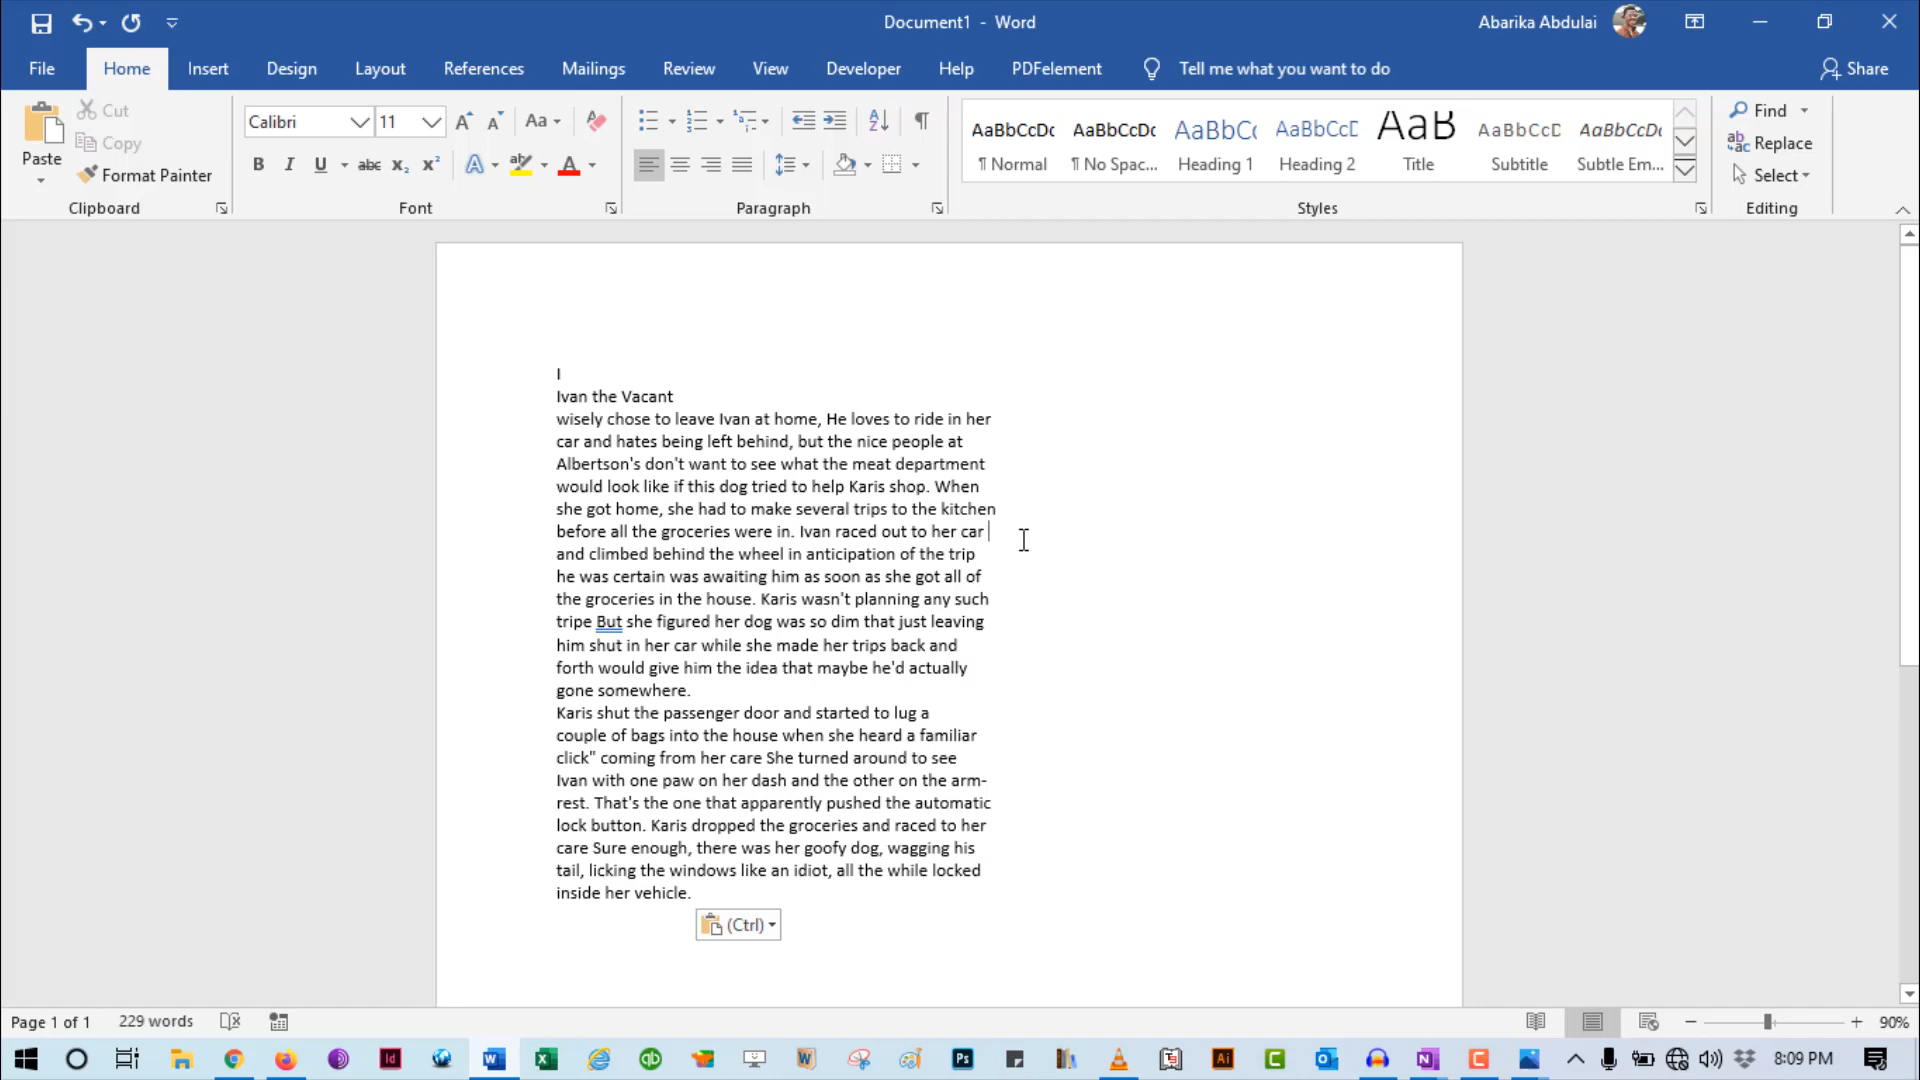 Document1 - Word
Abarika Abdulai
File Home Insert Design Layout References Mailings Review View Developer Help PDFelement Tell me what you want to do Share
Paste
Cut
Copy
Format Painter
Clipboard
Calibri 11 Aa
B I U abc x₂ x² A A
Font
Paragraph
AaBbCcDc AaBbCcDc AaBbCc AaBbCcD AaB AaBbCcD AaBbCcDc
¶ Normal ¶ No Spac... Heading 1 Heading 2 Title Subtitle Subtle Em...
Styles
Find
Replace
Select
Editing
I
Ivan the Vacant
wisely chose to leave Ivan at home, He loves to ride in her
car and hates being left behind, but the nice people at
Albertson's don't want to see what the meat department
would look like if this dog tried to help Karis shop. When
she got home, she had to make several trips to the kitchen
before all the groceries were in. Ivan raced out to her car
and climbed behind the wheel in anticipation of the trip
he was certain was awaiting him as soon as she got all of
the groceries in the house. Karis wasn't planning any such
tripe But she figured her dog was so dim that just leaving
him shut in her car while she made her trips back and
forth would give him the idea that maybe he'd actually
gone somewhere.
Karis shut the passenger door and started to lug a
couple of bags into the house when she heard a familiar
click" coming from her care She turned around to see
Ivan with one paw on her dash and the other on the arm-
rest. That's the one that apparently pushed the automatic
lock button. Karis dropped the groceries and raced to her
care Sure enough, there was her goofy dog, wagging his
tail, licking the windows like an idiot, all the while locked
inside her vehicle.
(Ctrl)
Page 1 of 1 229 words 90%
8:09 PM